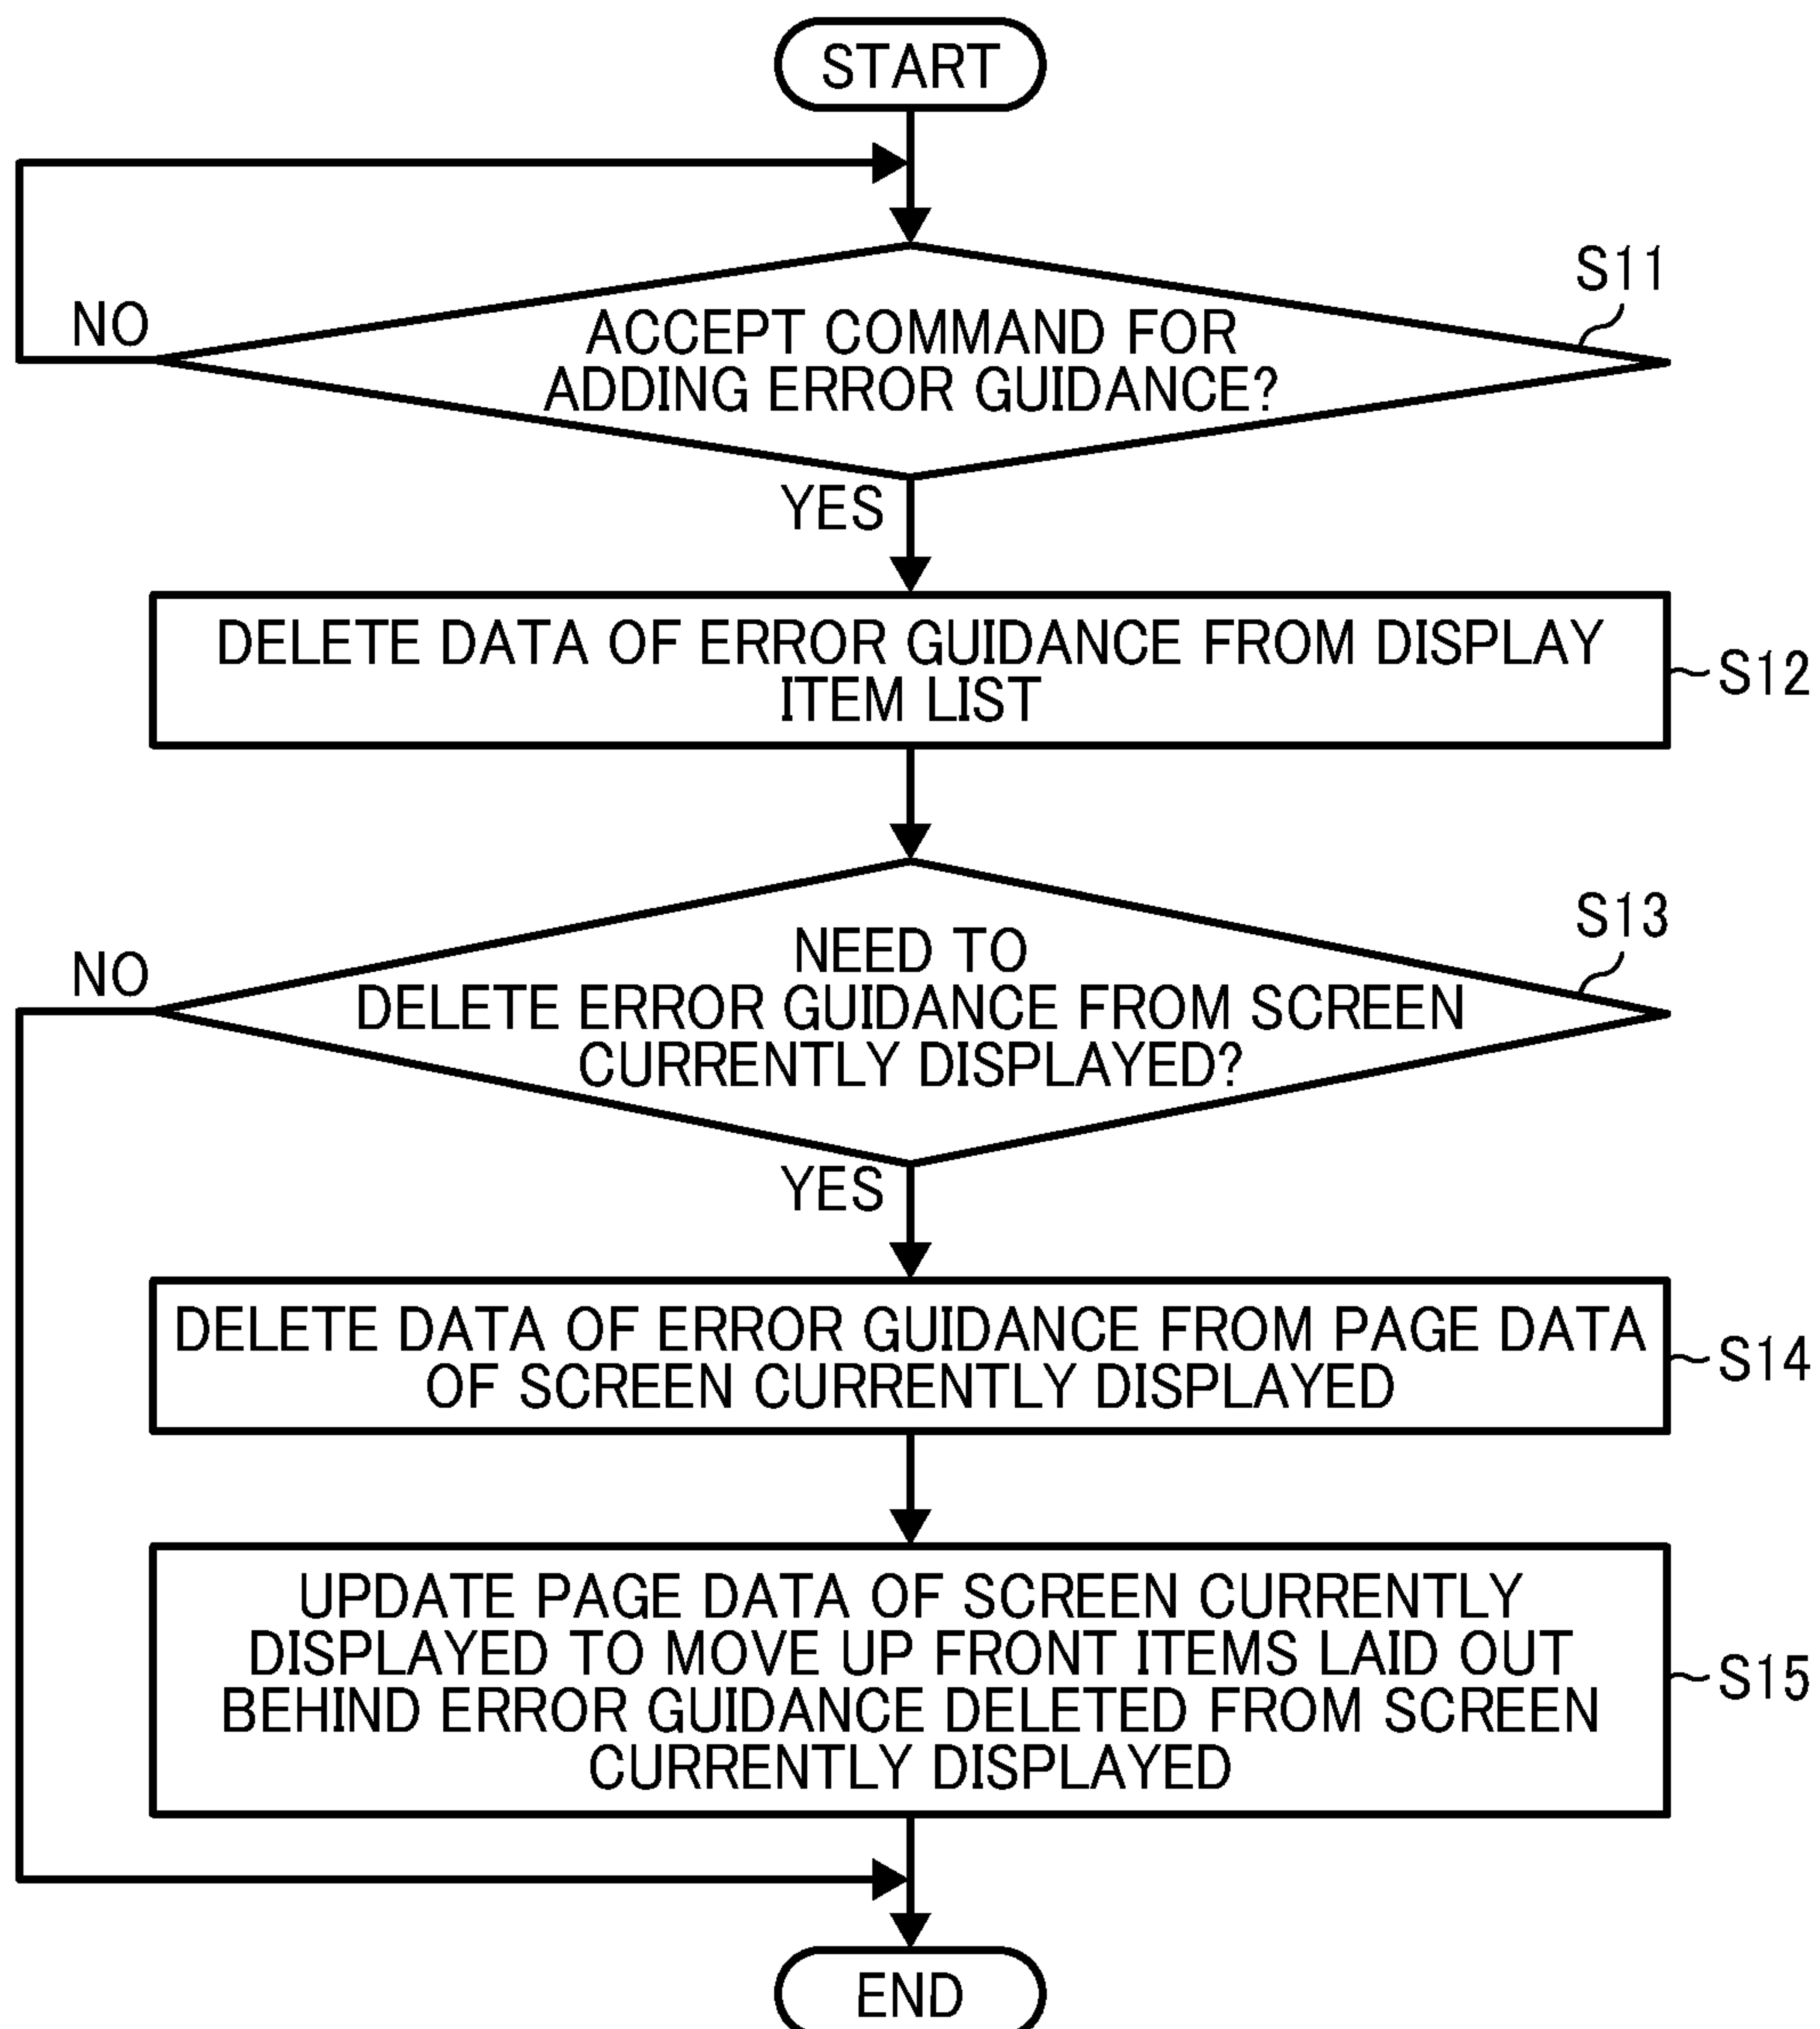 START
S11
NO
ACCEPT COMMAND FOR
ADDING ERROR GUIDANCE?
YES
DELETE DATA OF ERROR GUIDANCE FROM DISPLAY
ITEM LIST
S12
S13
NO
NEED TO
DELETE ERROR GUIDANCE FROM SCREEN
CURRENTLY DISPLAYED?
YES
DELETE DATA OF ERROR GUIDANCE FROM PAGE DATA
OF SCREEN CURRENTLY DISPLAYED
S14
UPDATE PAGE DATA OF SCREEN CURRENTLY
DISPLAYED TO MOVE UP FRONT ITEMS LAID OUT
BEHIND ERROR GUIDANCE DELETED FROM SCREEN
CURRENTLY DISPLAYED
S15
END